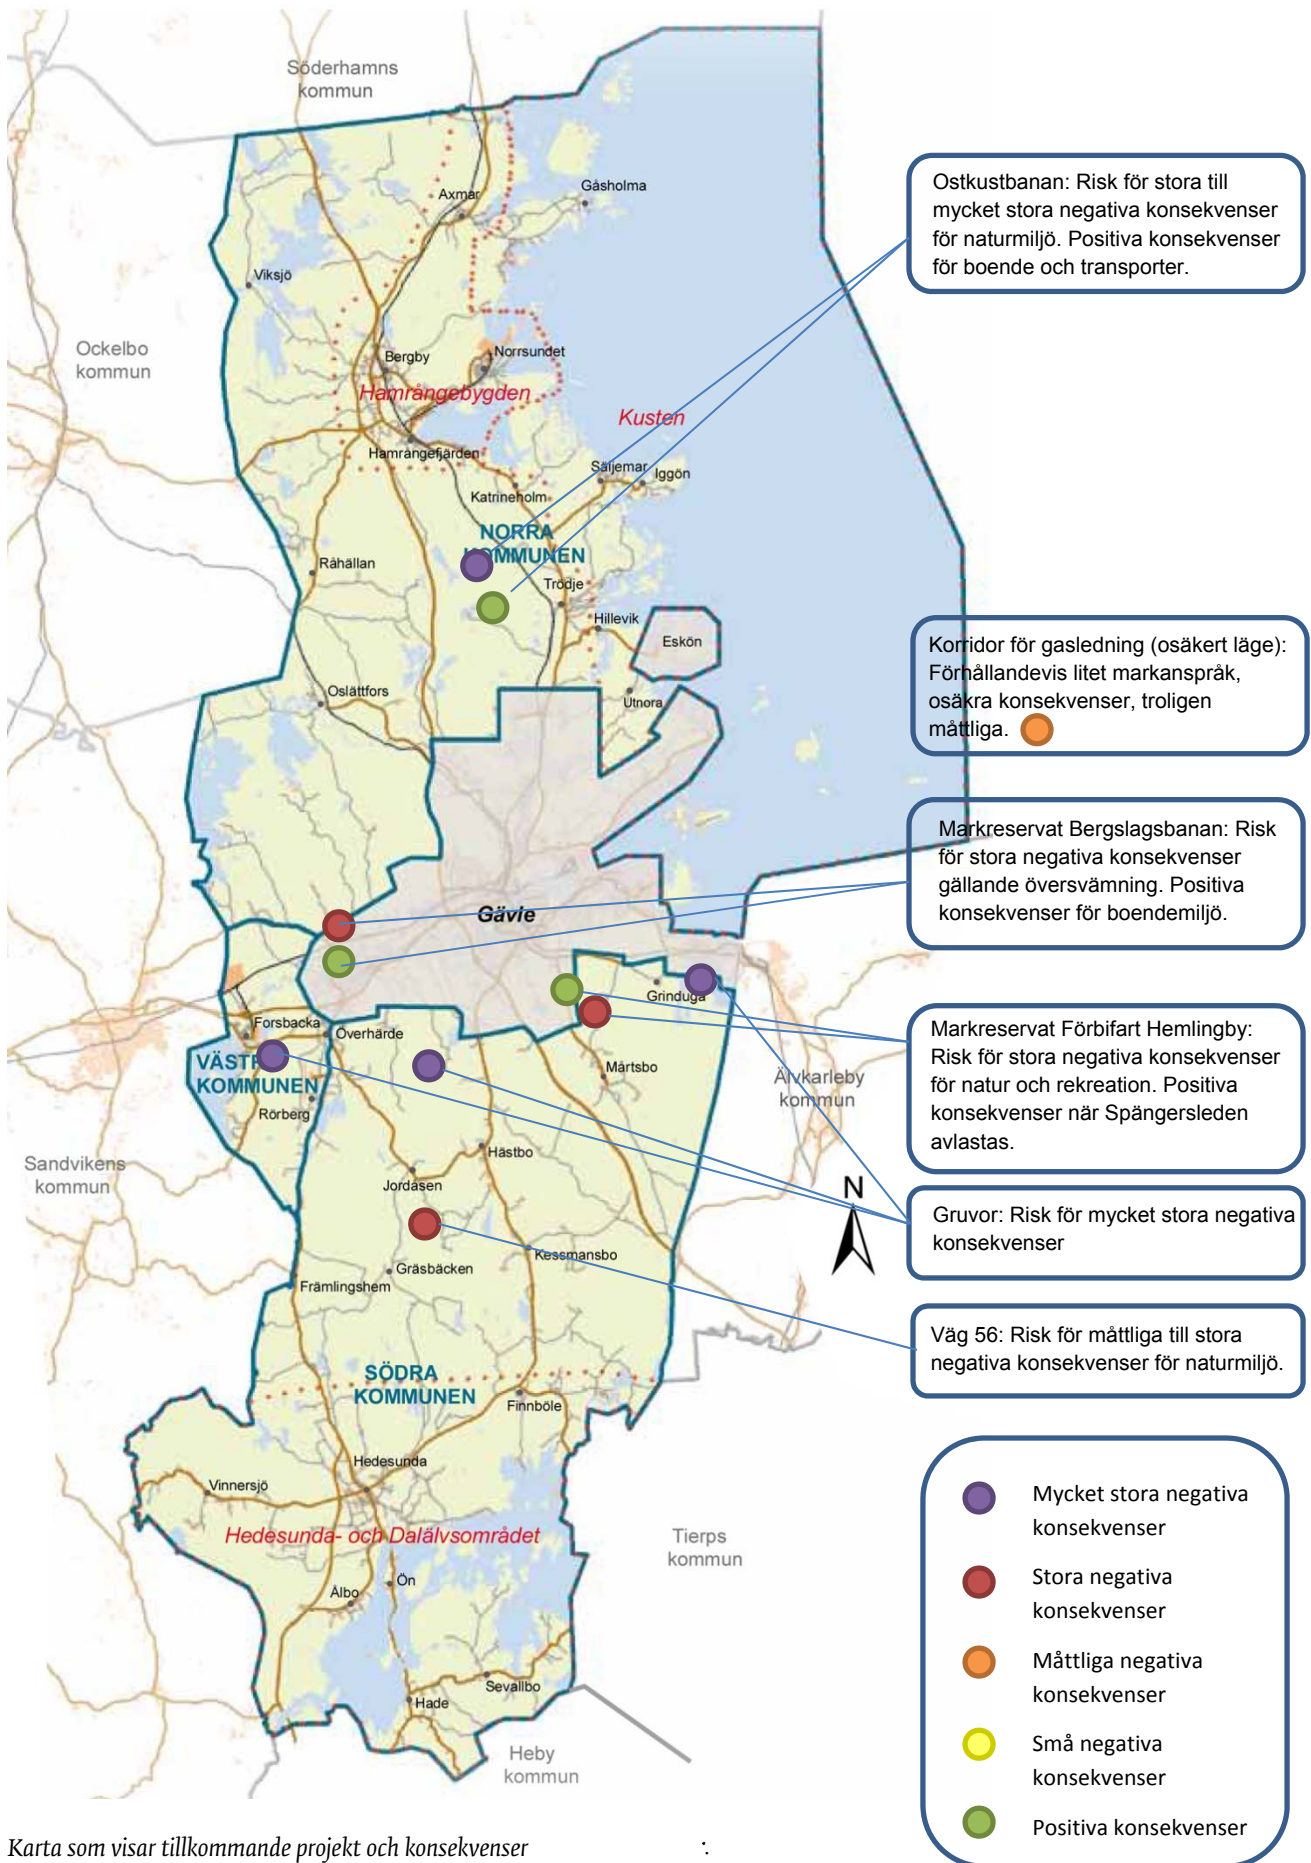 Söderhamns
kommun
Axmar
Gåsholma
Viksjö
Ockelbo
kommun
Bergby
Norrsundet
Hamrångebygden
Kusten
Hamrångefjärden
Säljemar
Iggön
Katrineholm
NORRA
KOMMUNEN
Råhällan
Trödje
Hillevik
Eskön
Oslättfors
Utnora
Gävle
Grinduga
Forsbacka
Överhärde
VÄSTR
KOMMUNEN
Rörberg
Mårtsbo
Älvkarleby
kommun
Sandvikens
kommun
Hästbo
Jordåsen
N
Kessmansbo
Gräsbäcken
Främlingshem
SÖDRA
KOMMUNEN
Finnböle
Hedesunda
Vinnersjö
Hedesunda- och Dalälvsområdet
Tierps
kommun
Ön
Ålbo
Sevallbo
Hade
Heby
kommun
Ostkustbanan: Risk för stora till
mycket stora negativa konsekvenser
för naturmiljö. Positiva konsekvenser
för boende och transporter.
Korridor för gasledning (osäkert läge):
Förhållandevis litet markanspråk,
osäkra konsekvenser, troligen
måttliga.
Markreservat Bergslagsbanan: Risk
för stora negativa konsekvenser
gällande översvämning. Positiva
konsekvenser för boendemiljö.
Markreservat Förbifart Hemlingby:
Risk för stora negativa konsekvenser
för natur och rekreation. Positiva
konsekvenser när Spängersleden
avlastas.
Gruvor: Risk för mycket stora negativa
konsekvenser
Väg 56: Risk för måttliga till stora
negativa konsekvenser för naturmiljö.
Mycket stora negativa
konsekvenser
Stora negativa
konsekvenser
Måttliga negativa
konsekvenser
Små negativa
konsekvenser
Positiva konsekvenser
Karta som visar tillkommande projekt och konsekvenser